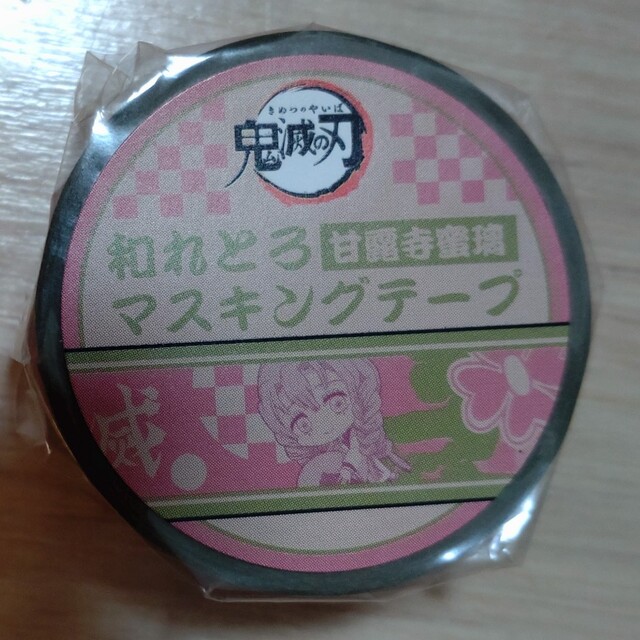 きめつのやいば
鬼滅の刃
和れとろ 甘露寺蜜璃
マスキングテープ
滅